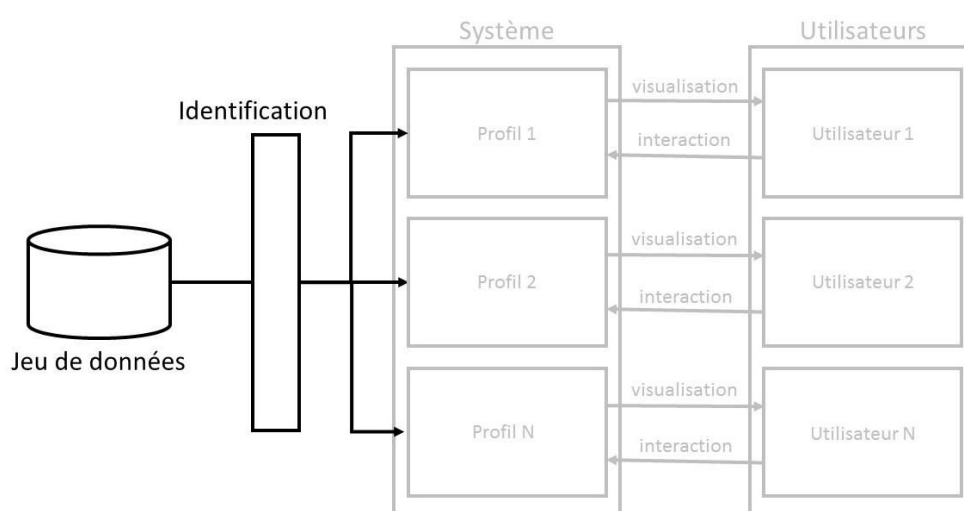 Système
Utilisateurs
Identification
Profil 1
visualisation
interaction
Utilisateur 1
Jeu de données
Profil 2
visualisation
interaction
Utilisateur 2
Profil N
visualisation
interaction
Utilisateur N